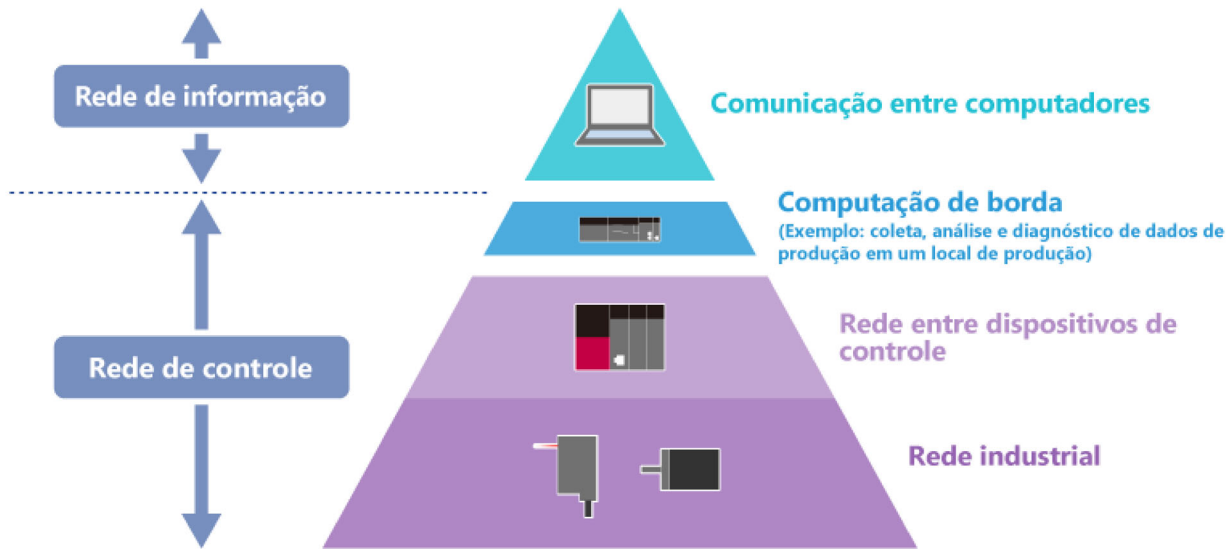 Rede de informação
Comunicação entre computadores
Computação de borda
(Exemplo: coleta, análise e diagnóstico de dados de
produção em um local de produção)
Rede entre dispositivos de
controle
Rede de controle
Rede industrial